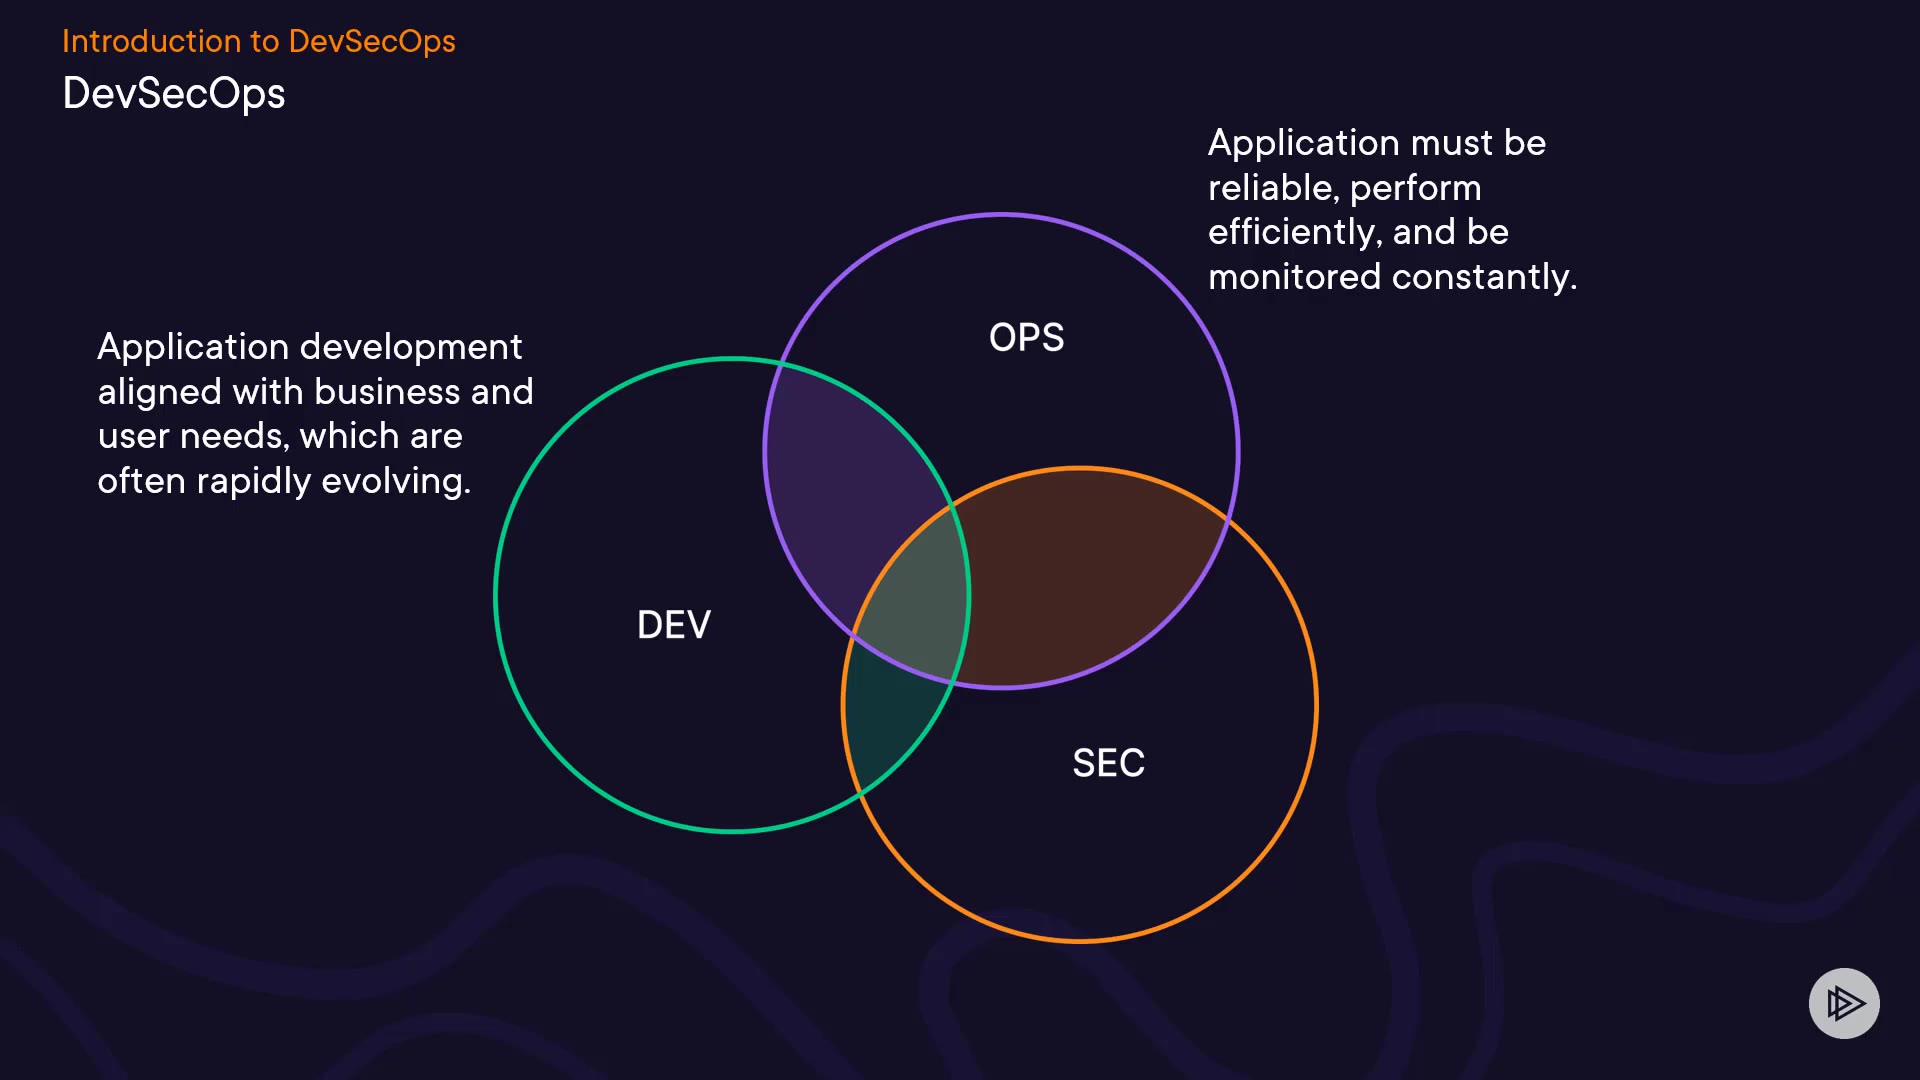 Introduction to DevSecOps
DevSecOps
Application must be
reliable, perform
efficiently, and be
monitored constantly.
OPS
Application development
aligned with business and
user needs, which are
often rapidly evolving.
DEV
SEC